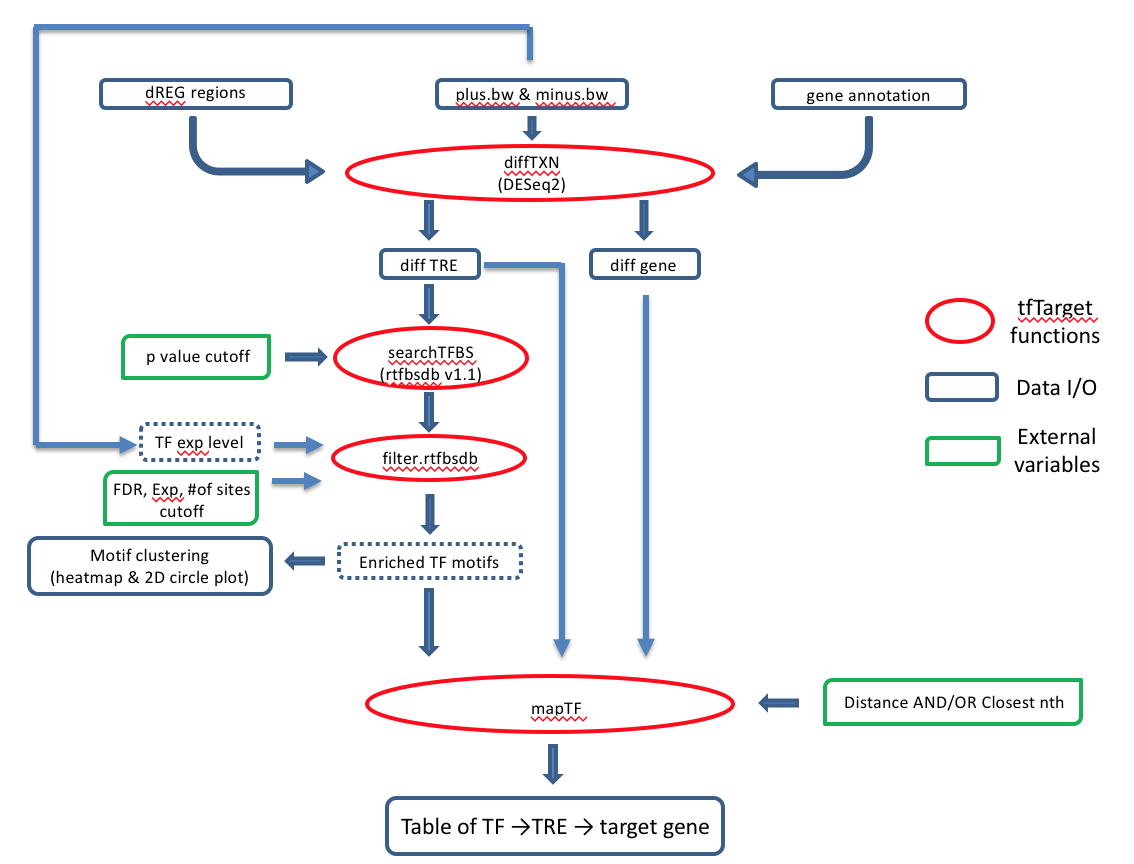 dREG regions
plus.bw & minus.bw
gene annotation
diffTXN
(DESeq2)
diff TRE
diff gene
tfTarget
functions
p value cutoff
searchTFBS
(rtfbsdb v1.1)
Data I/O
TF exp level
filter.rtfbsdb
External
variables
FDR, Exp, #of sites
cutoff
Motif clustering
(heatmap & 2D circle plot)
Enriched TF motifs
mapTF
Distance AND/OR Closest nth
Table of TF →TRE → target gene